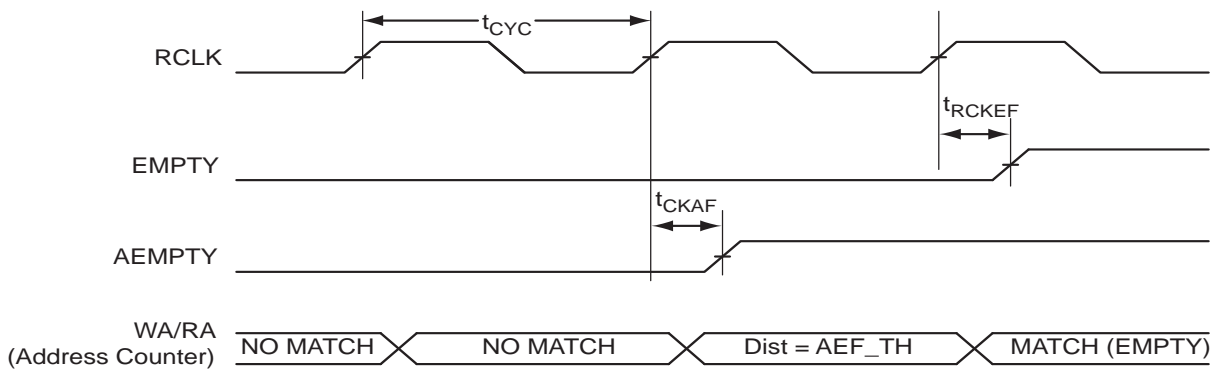 tCYC
RCLK
tRCKEF
EMPTY
tCKAF
AEMPTY
WA/RA
(Address Counter)
NO MATCH
NO MATCH
Dist = AEF_TH
MATCH (EMPTY)